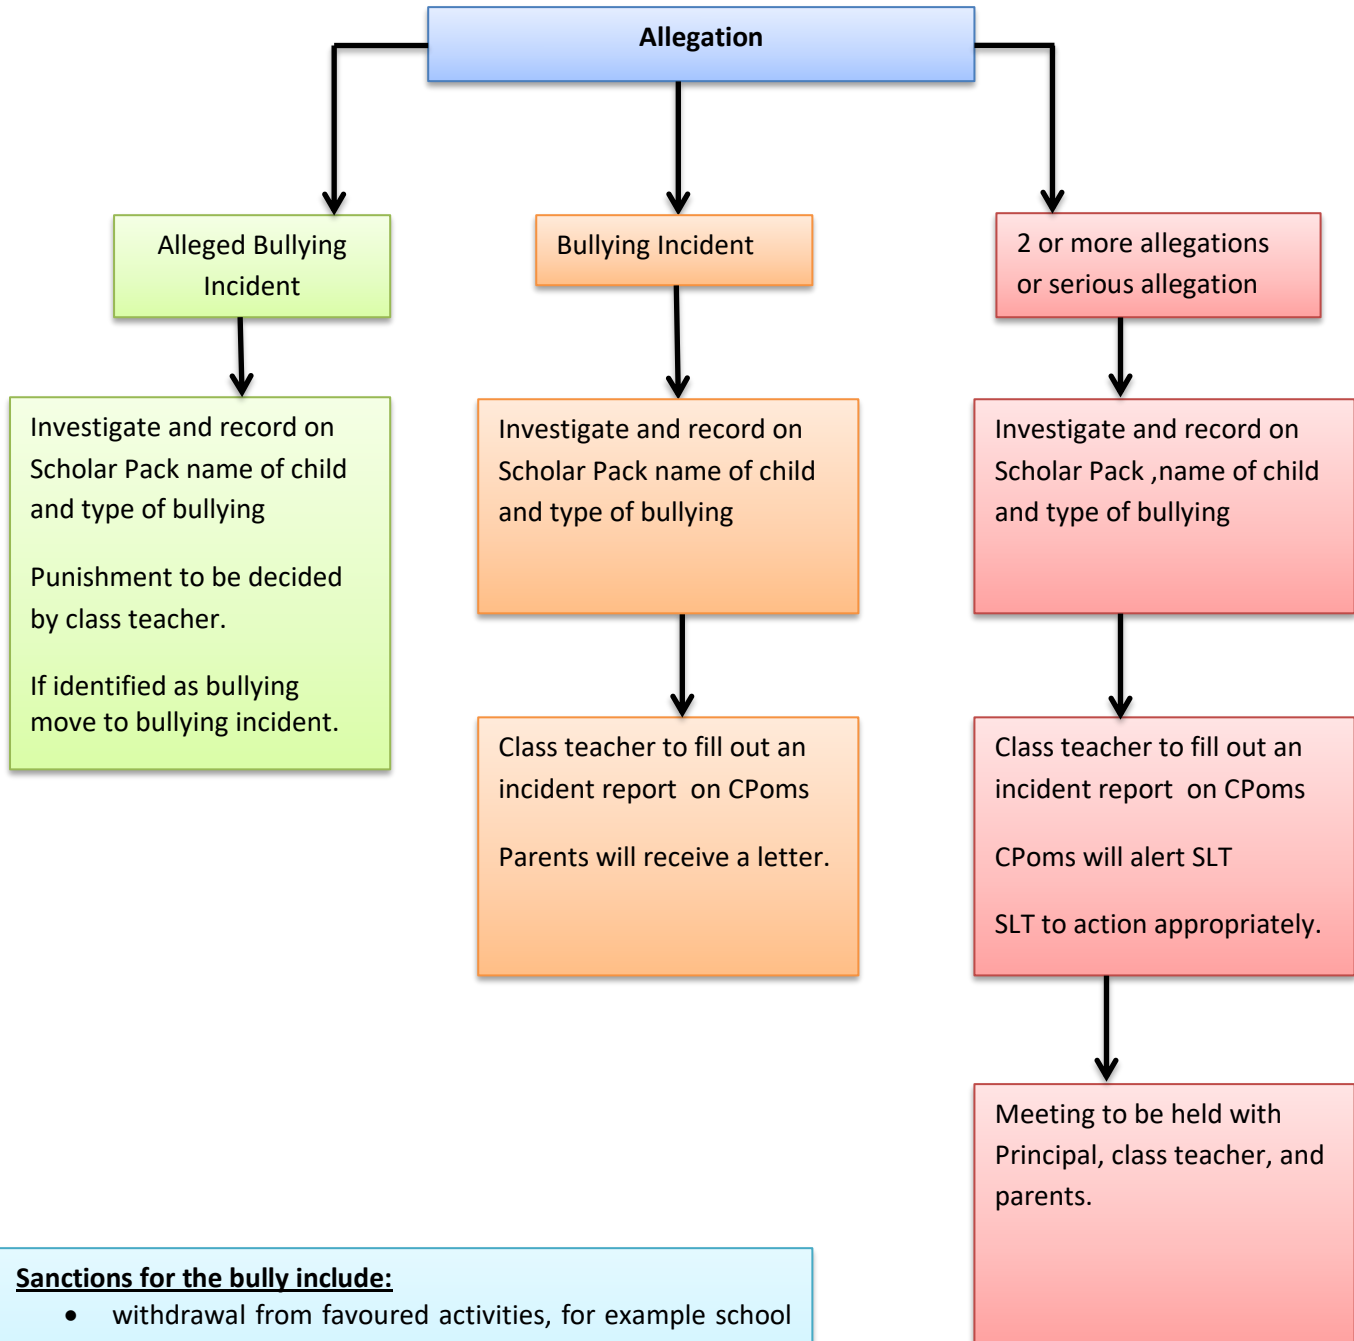 Allegation
Alleged Bullying
Incident
Bullying Incident
2 or more allegations
or serious allegation
Investigate and record on
Scholar Pack name of child
and type of bullying
Punishment to be decided
by class teacher.
If identified as bullying
move to bullying incident.
Investigate and record on
Scholar Pack name of child
and type of bullying
Investigate and record on
Scholar Pack ,name of child
and type of bullying
Class teacher to fill out an
incident report  on CPoms
Parents will receive a letter.
Class teacher to fill out an
incident report  on CPoms
CPoms will alert SLT
SLT to action appropriately.
Meeting to be held with
Principal, class teacher, and
parents.
Sanctions for the bully include:
• withdrawal from favoured activities, for example school